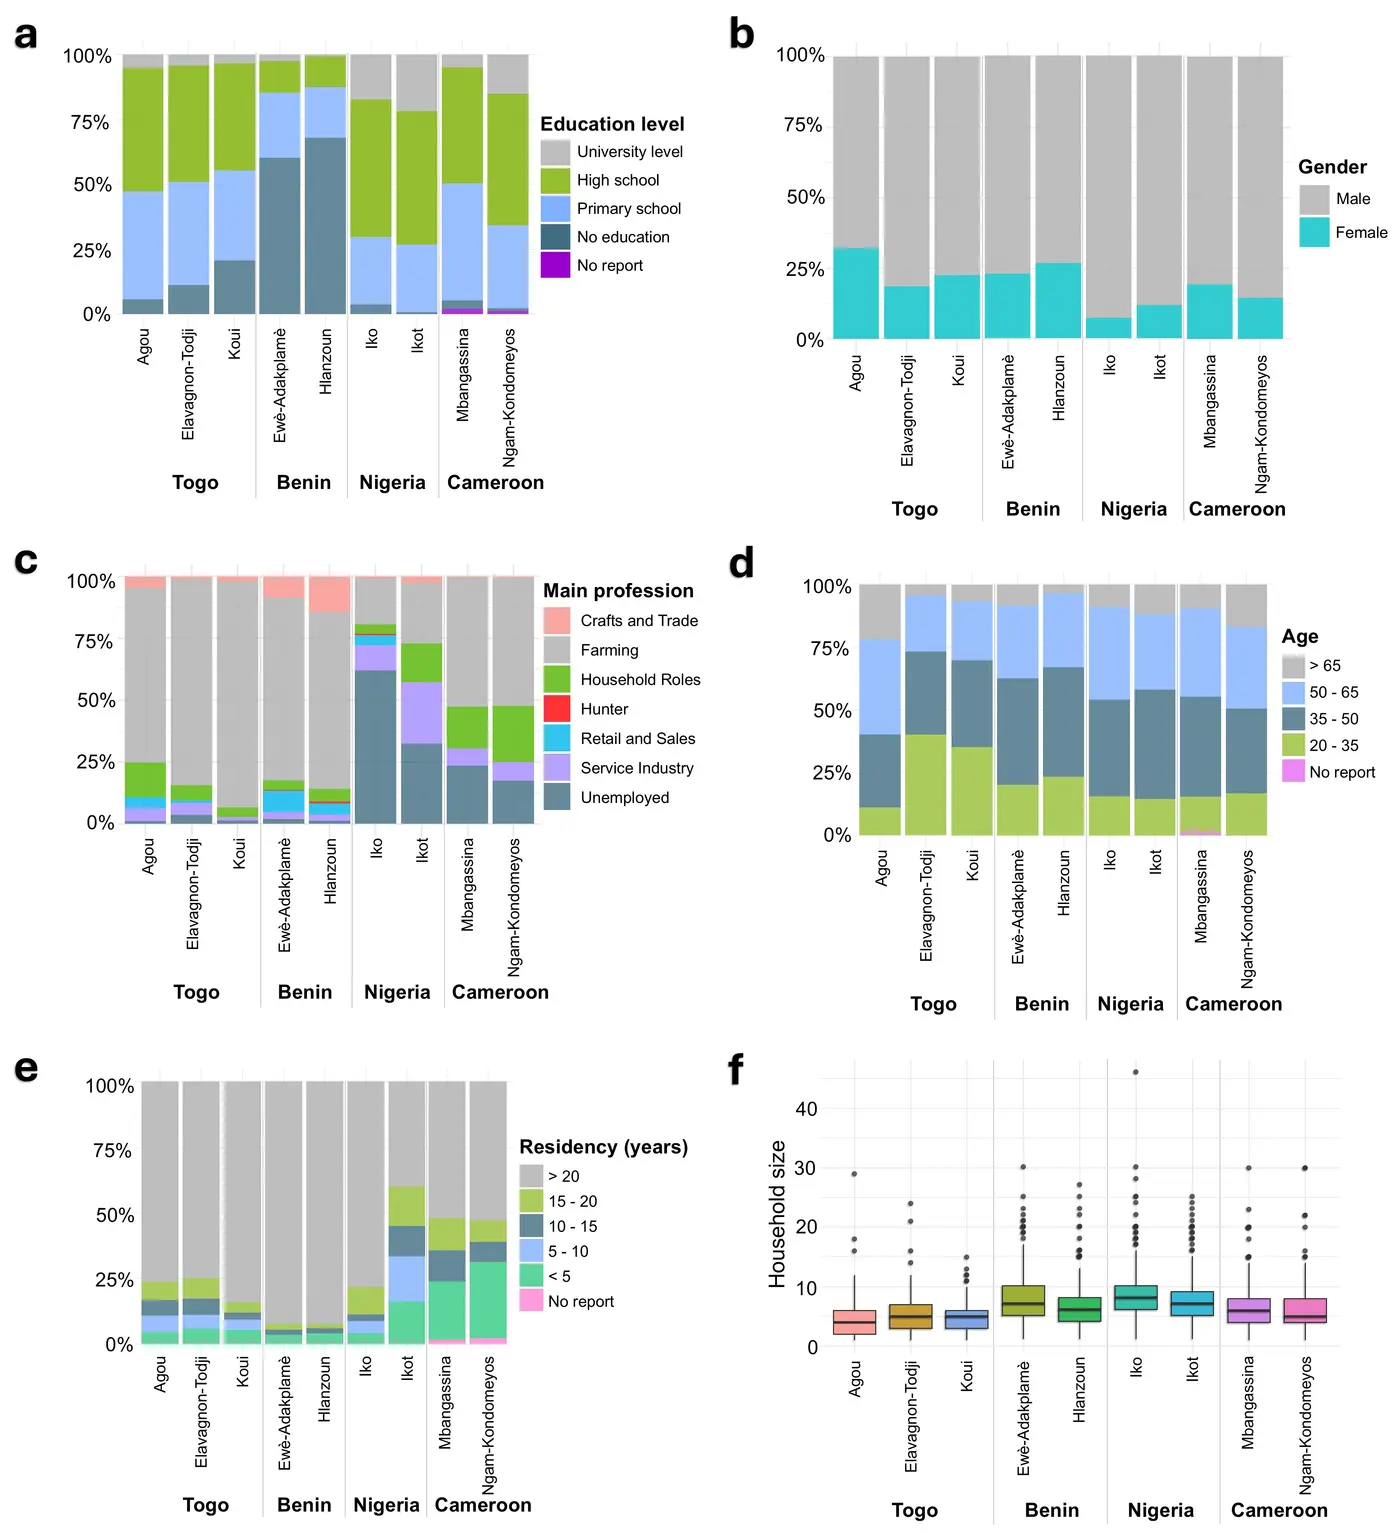 a
100%
75%
50%
25%
0%
Agou
Elavagnon-Todji
Koui
Ewè-Adakplamè
Hlanzoun
Iko
Ikot
Mbangassina
Ngam-Kondomeyos
Togo
Benin
Nigeria
Cameroon
Education level
University level
High school
Primary school
No education
No report
b
100%
75%
50%
25%
0%
Agou
Elavagnon-Todji
Koui
Ewè-Adakplamè
Hlanzoun
Iko
Ikot
Mbangassina
Ngam-Kondomeyos
Togo
Benin
Nigeria
Cameroon
Gender
Male
Female
c
100%
75%
50%
25%
0%
Agou
Elavagnon-Todji
Koui
Ewè-Adakplamè
Hlanzoun
Iko
Ikot
Mbangassina
Ngam-Kondomeyos
Togo
Benin
Nigeria
Cameroon
Main profession
Crafts and Trade
Farming
Household Roles
Hunter
Retail and Sales
Service Industry
Unemployed
d
100%
75%
50%
25%
0%
Agou
Elavagnon-Todji
Koui
Ewè-Adakplamè
Hlanzoun
Iko
Ikot
Mbangassina
Ngam-Kondomeyos
Togo
Benin
Nigeria
Cameroon
Age
> 65
50 - 65
35 - 50
20 - 35
No report
e
100%
75%
50%
25%
0%
Agou
Elavagnon-Todji
Koui
Ewè-Adakplamè
Hlanzoun
Iko
Ikot
Mbangassina
Ngam-Kondomeyos
Togo
Benin
Nigeria
Cameroon
Residency (years)
> 20
15 - 20
10 - 15
5 - 10
< 5
No report
f
Household size
40
30
20
10
0
Agou
Elavagnon-Todji
Koui
Ewè-Adakplamè
Hlanzoun
Iko
Ikot
Mbangassina
Ngam-Kondomeyos
Togo
Benin
Nigeria
Cameroon